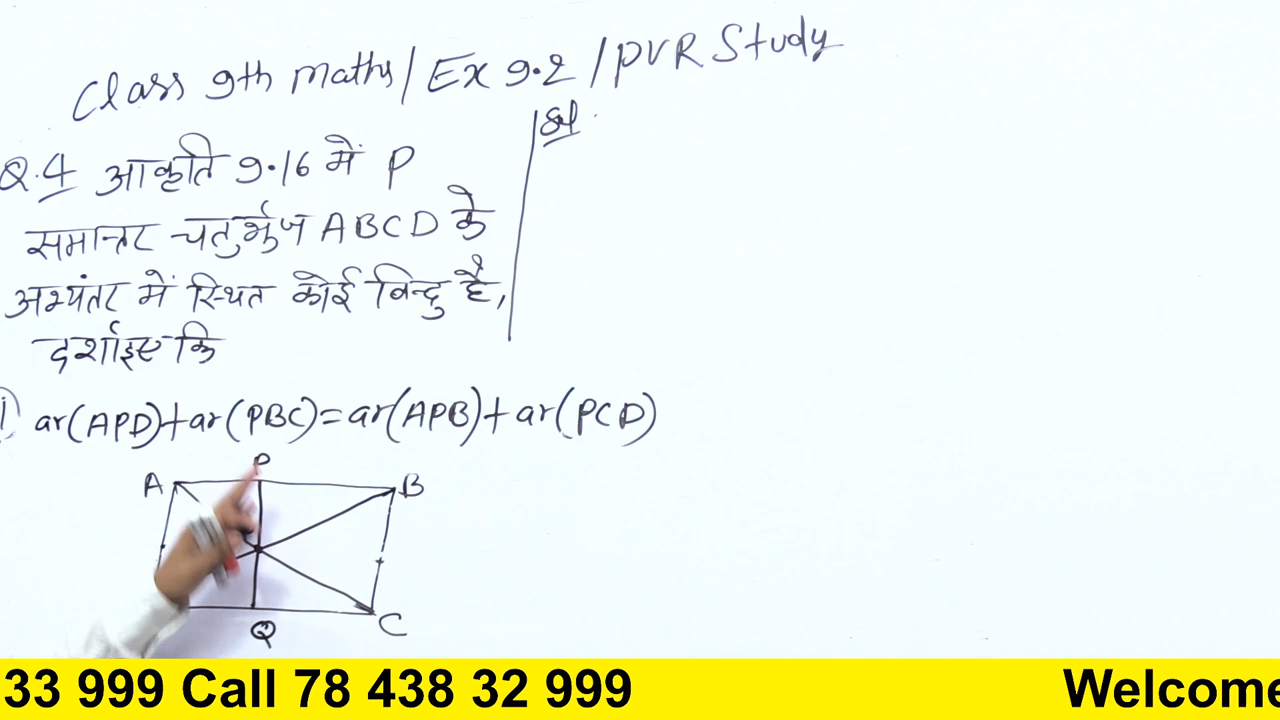 Class 9th maths / Ex 9.2 / PVR Study
Sol.
Q.4 आकृति 9.16 में P
समान्तर चतुर्भुज ABCD के
अभ्यंतर में स्थित कोई बिन्दु है,
दर्शाइए कि
i) ar(APD)+ar(PBC)=ar(APB)+ar(PCD)
P
A
B
Q
C
33 999 Call 78 438 32 999
Welcome